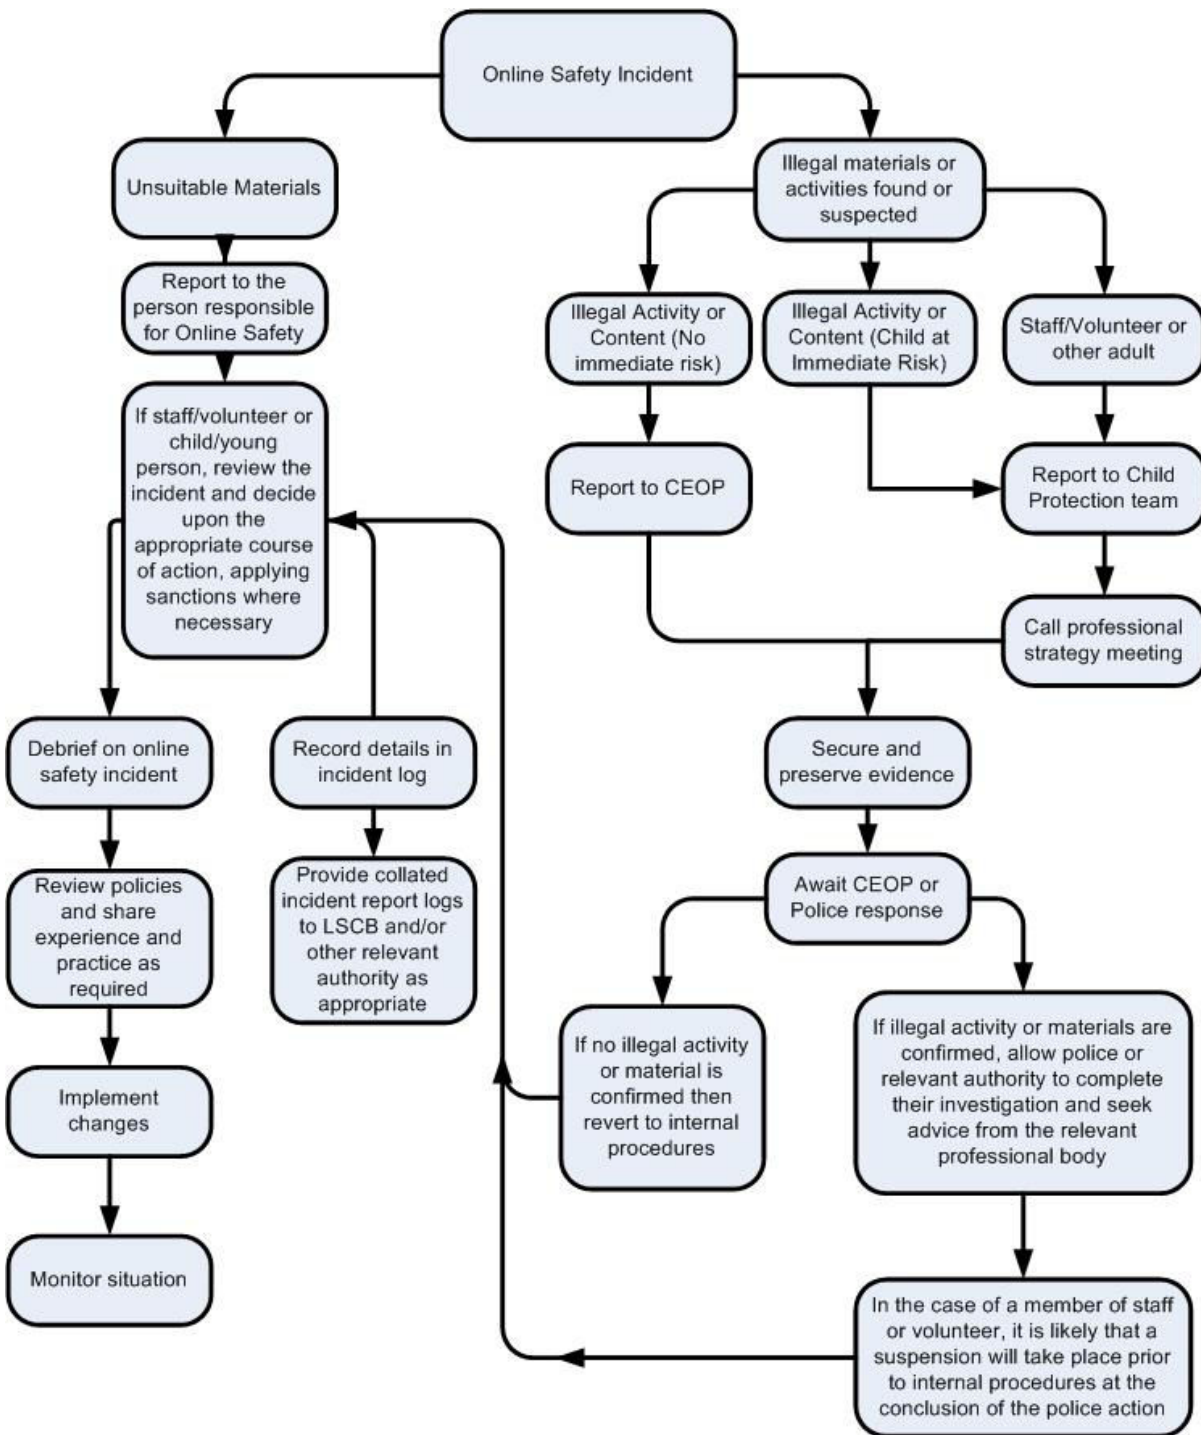 Online Safety Incident
Unsuitable Materials
Illegal materials or
activities found or
suspected
Report to the
person responsible
for Online Safety
Illegal Activity or
Content (No
immediate risk)
Illegal Activity or
Content (Child at
Immediate Risk)
Staff/Volunteer or
other adult
If staff/volunteer or
child/young
person, review the
incident and decide
upon the
appropriate course
of action, applying
sanctions where
necessary
Report to CEOP
Report to Child
Protection team
Call professional
strategy meeting
Debrief on online
safety incident
Record details in
incident log
Secure and
preserve evidence
Review policies
and share
experience and
practice as
required
Provide collated
incident report logs
to LSCB and/or
other relevant
authority as
appropriate
Await CEOP or
Police response
If no illegal activity
or material is
confirmed then
revert to internal
procedures
If illegal activity or materials are
confirmed, allow police or
relevant authority to complete
their investigation and seek
advice from the relevant
professional body
Implement
changes
Monitor situation
In the case of a member of staff
or volunteer, it is likely that a
suspension will take place prior
to internal procedures at the
conclusion of the police action